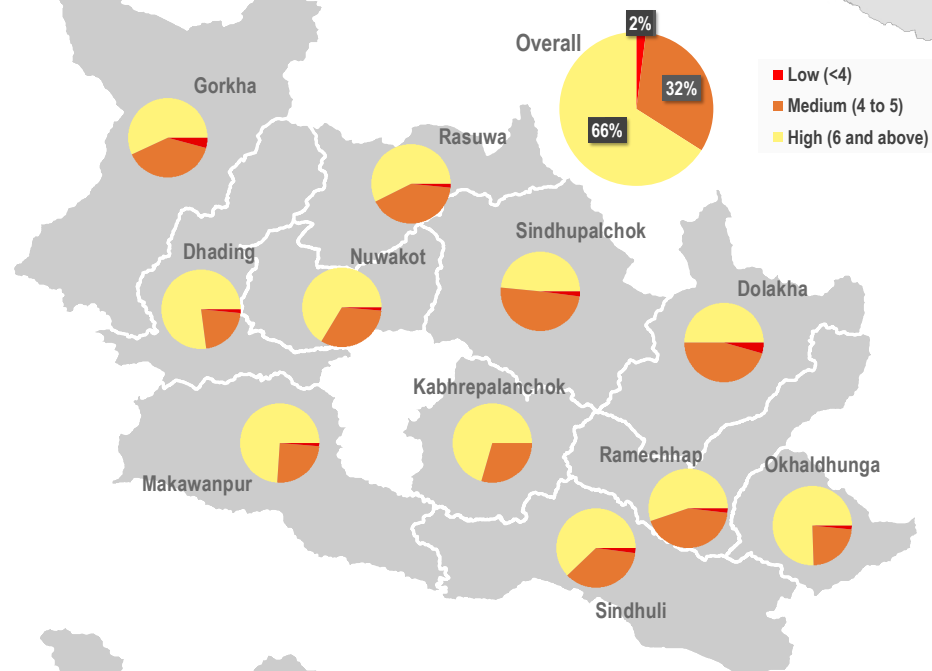 2%
Overall
32%
66%
Low (<4)
Medium (4 to 5)
High (6 and above)
Gorkha
Rasuwa
Sindhupalchok
Dhading
Nuwakot
Dolakha
Kabhrepalanchok
Ramechhap
Okhaldhunga
Makawanpur
Sindhuli